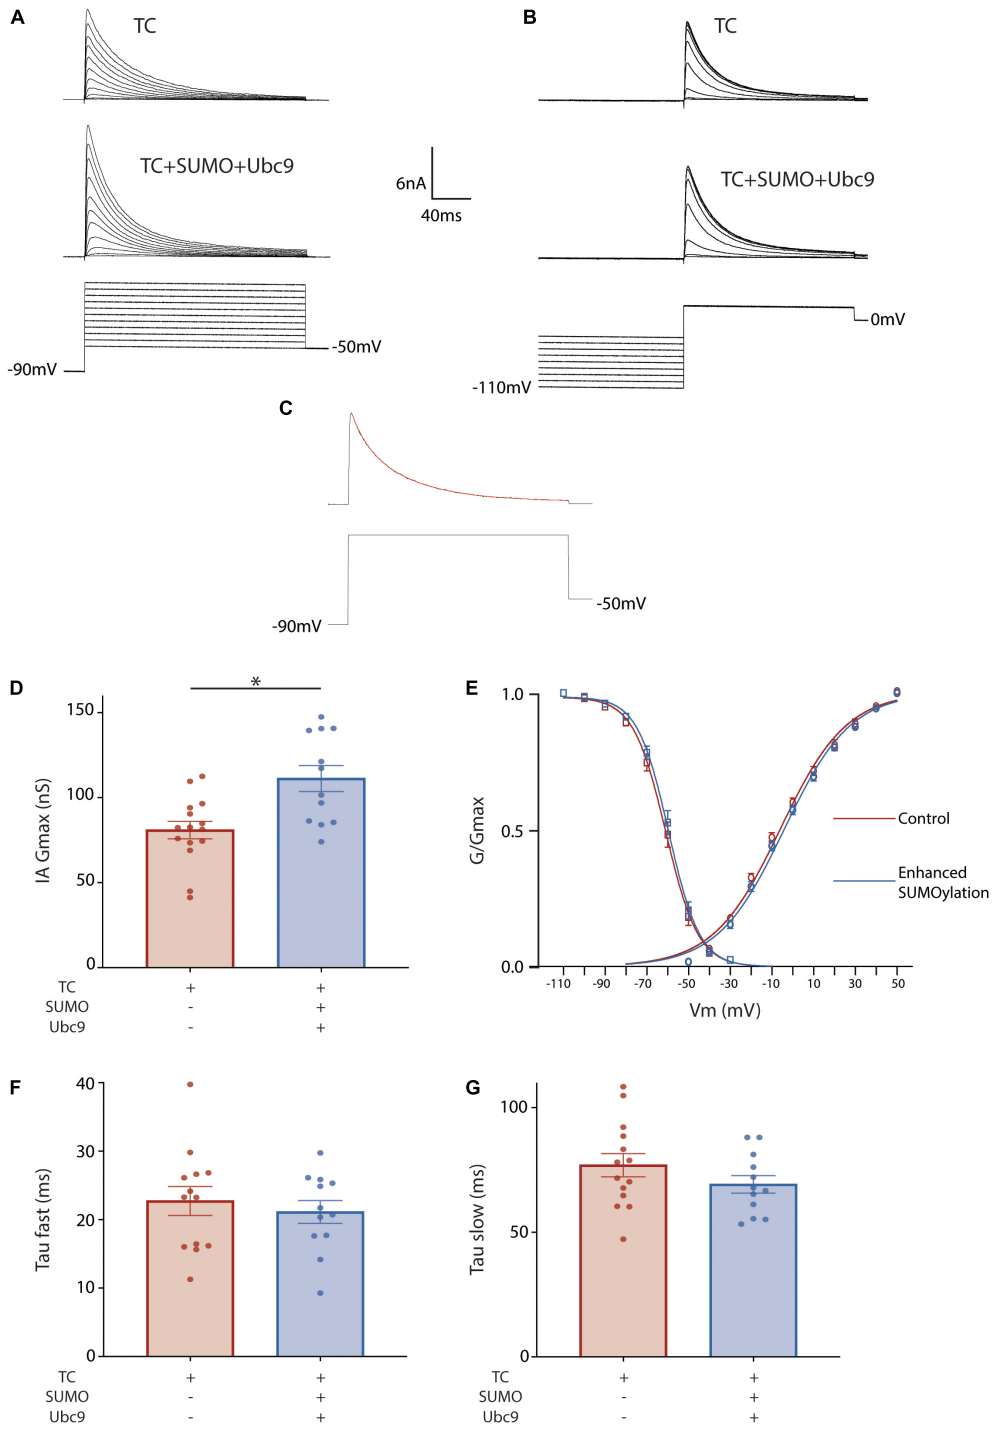 A
TC
TC+SUMO+Ubc9
6nA
40ms
-50mV
-90mV
B
TC
TC+SUMO+Ubc9
0mV
-110mV
C
-50mV
-90mV
D
*
150
100
50
0
IA Gmax (nS)
TC + +
SUMO - +
Ubc9 - +
E
1.0
0.5
0.0
G/Gmax
Control
Enhanced
SUMOylation
-110 -90 -70 -50 -30 -10 10 30 50
Vm (mV)
F
40
30
20
10
0
Tau fast (ms)
TC + +
SUMO - +
Ubc9 - +
G
100
50
0
Tau slow (ms)
TC + +
SUMO - +
Ubc9 - +